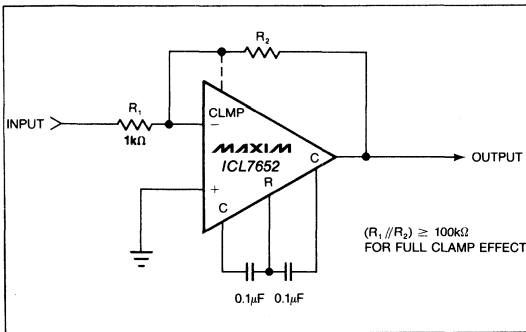 R₂
CLMP
R₁
INPUT
1kΩ
−
MAXIM
ICL7652
C
OUTPUT
+
R
C
(R₁//R₂) ≥ 100kΩ
FOR FULL CLAMP EFFECT
0.1μF 0.1μF